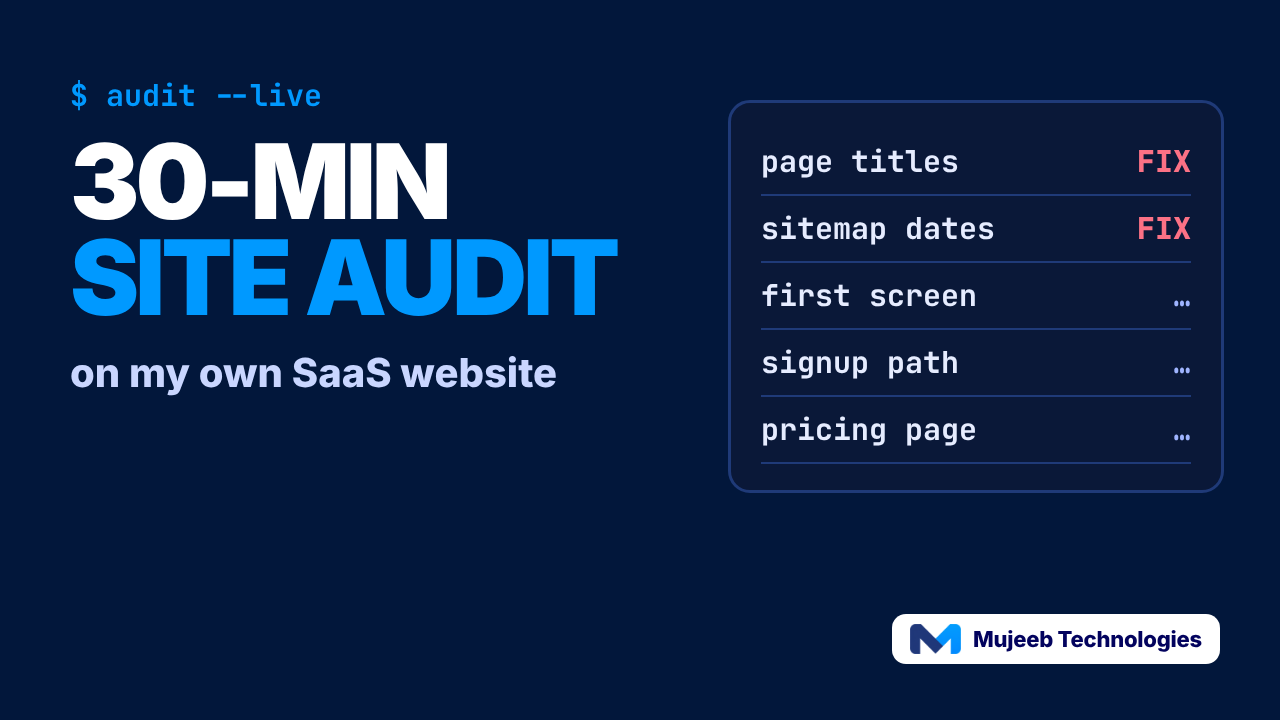 $ audit --live
30-MIN
SITE AUDIT
on my own SaaS website
page titles FIX
sitemap dates FIX
first screen …
signup path …
pricing page …
Mujeeb Technologies